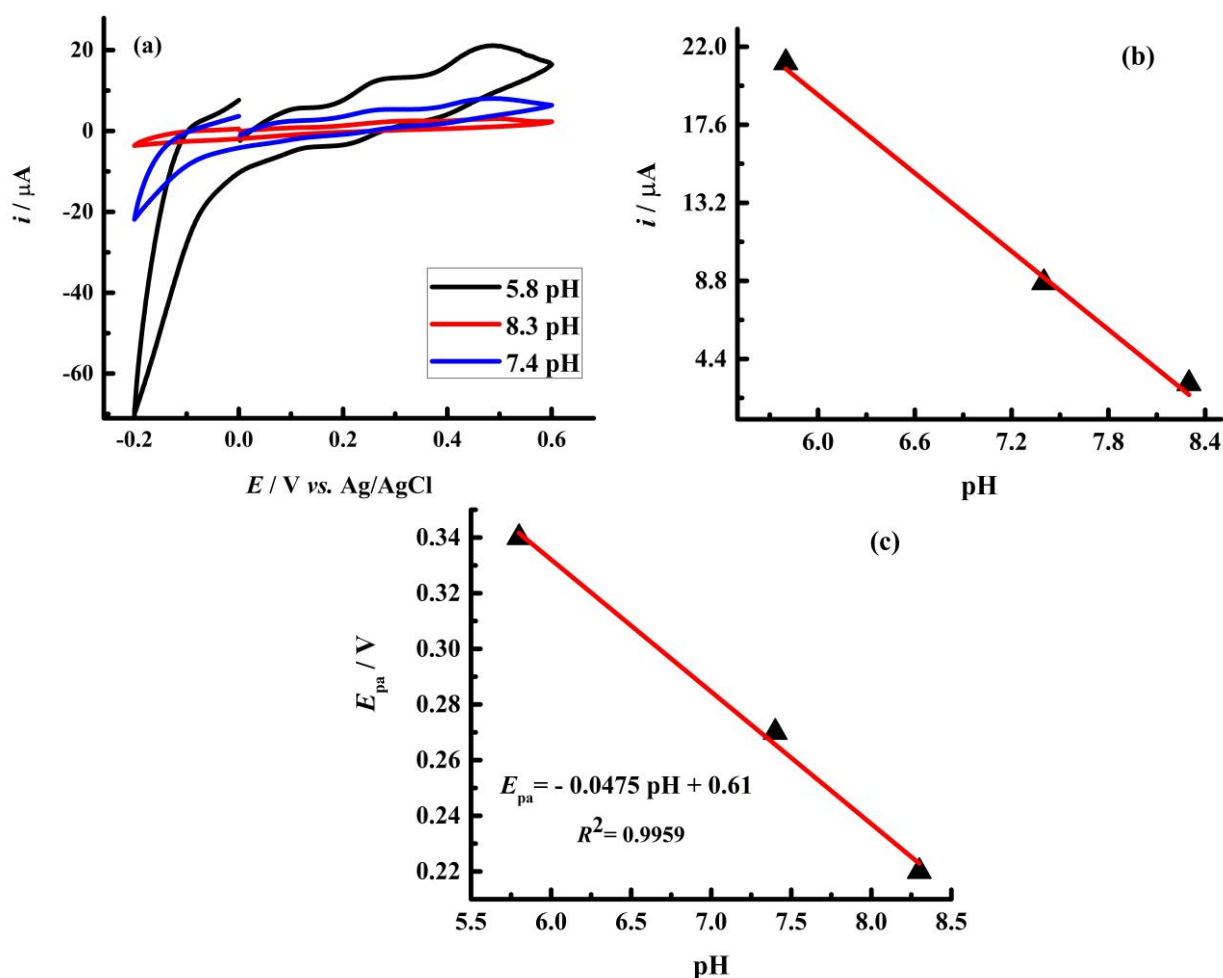 (a)
20
0
-20
-40
-60
i / μA
-0.2
0.0
0.2
0.4
0.6
E / V vs. Ag/AgCl
5.8 pH
8.3 pH
7.4 pH
(b)
22.0
17.6
13.2
8.8
4.4
i / μA
6.0
6.6
7.2
7.8
8.4
pH
(c)
0.34
0.32
0.30
0.28
0.26
0.24
0.22
Epa / V
Epa= - 0.0475 pH + 0.61
R²= 0.9959
5.5
6.0
6.5
7.0
7.5
8.0
8.5
pH